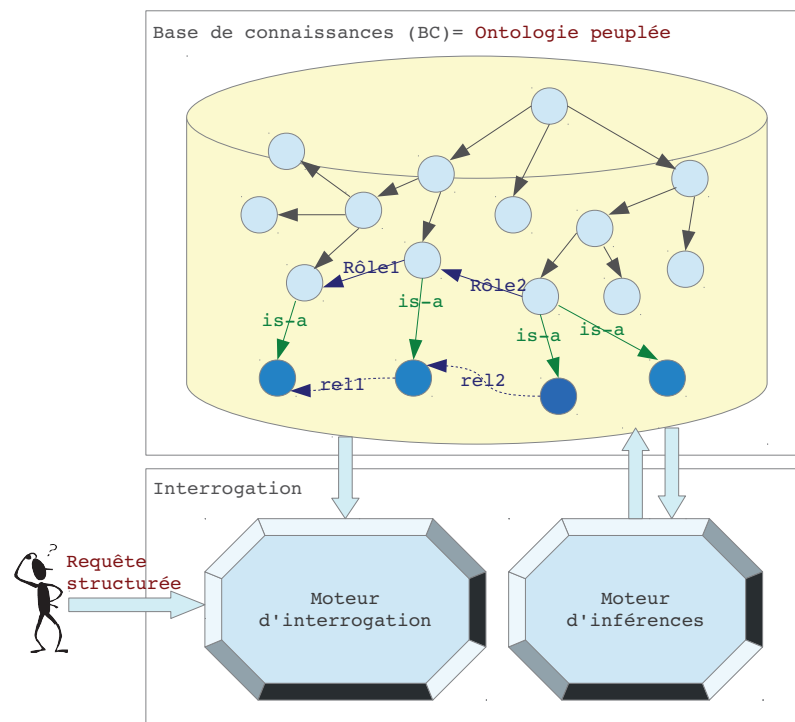 Base de connaissances (BC)= Ontologie peuplée
Rôle1
Rôle2
is-a
is-a
is-a
is-a
rel1
rel2
Interrogation
?
Requête
structurée
Moteur
d'interrogation
Moteur
d'inférences